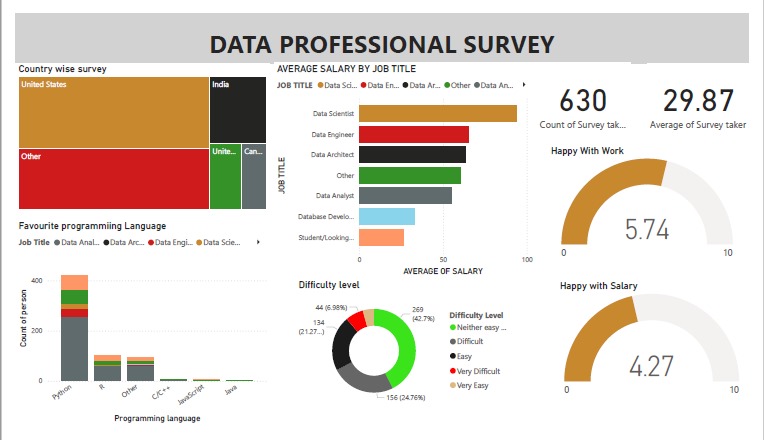 DATA PROFESSIONAL SURVEY
Country wise survey
United States
India
Other
Unite...
Can...
AVERAGE SALARY BY JOB TITLE
JOB TITLE Data Sci... Data En... Data Ar... Other Data An...
JOB TITLE
Data Scientist
Data Engineer
Data Architect
Other
Data Analyst
Database Develo...
Student/Looking...
0 50 100
AVERAGE OF SALARY
630
Count of Survey tak...
29.87
Average of Survey taker
Happy With Work
5.74
0 10
Favourite programmiing Language
Job Title Data Anal... Data Arc... Data Engi... Data Scie...
Count of person
400
200
0
Python R Other C/C++ JavaScript Java
Programming language
Difficulty level
44 (6.98%)
134
(21.27...)
269
(42.7%)
156 (24.76%)
Difficulty Level
Neither easy ...
Difficult
Easy
Very Difficult
Very Easy
Happy with Salary
4.27
0 10